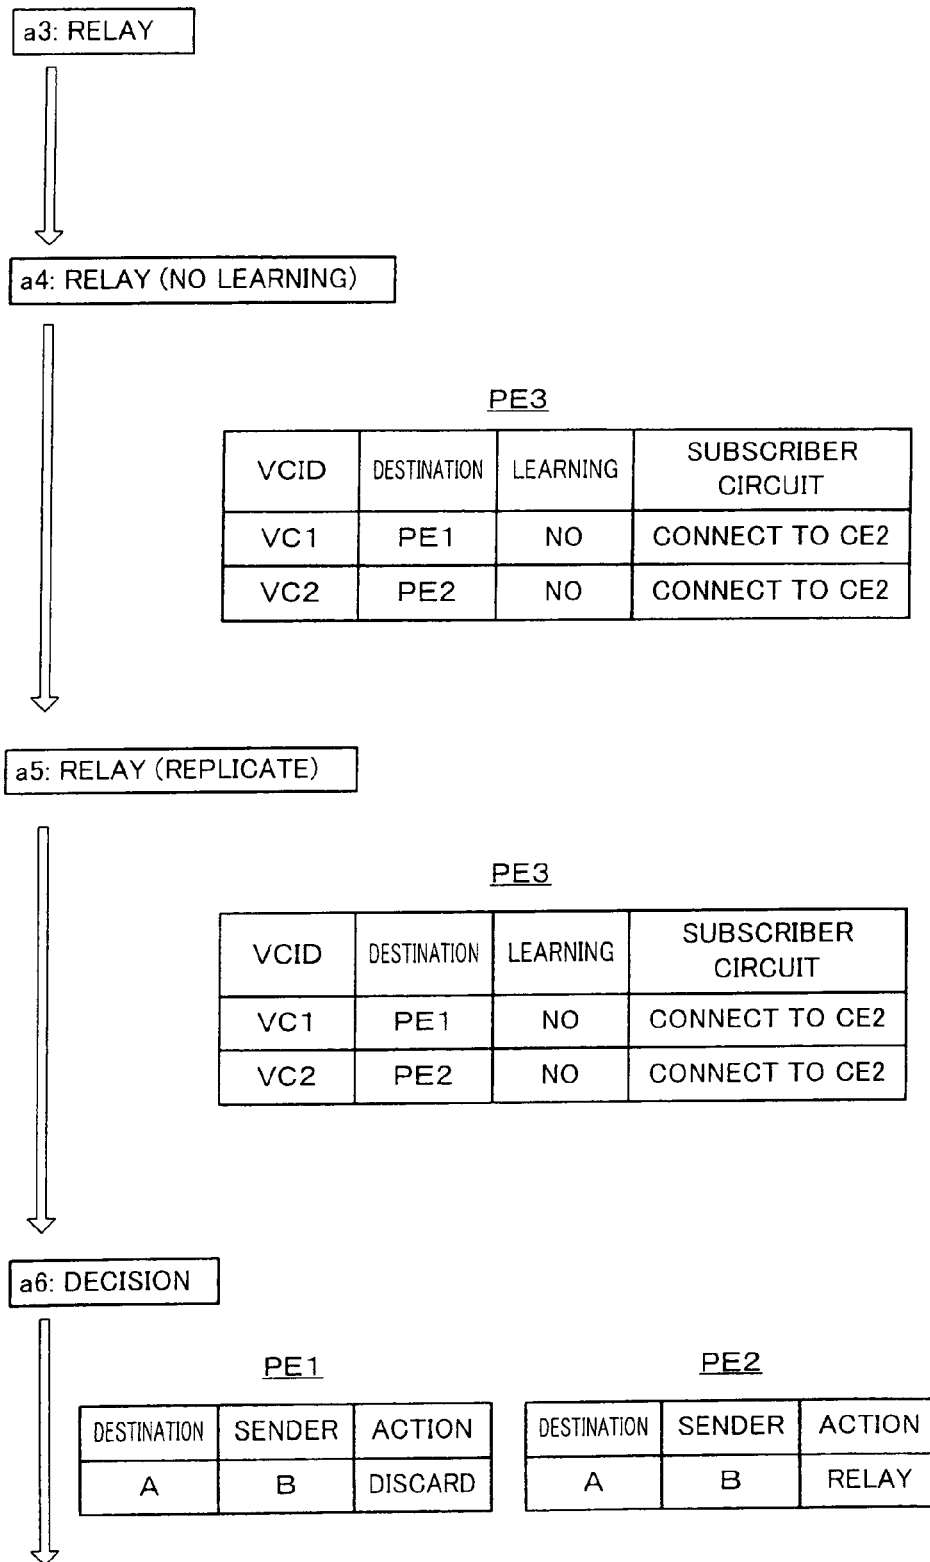 a3: RELAY
a4: RELAY (NO LEARNING)
PE3
VCID DESTINATION LEARNING SUBSCRIBER CIRCUIT
VC1 PE1 NO CONNECT TO CE2
VC2 PE2 NO CONNECT TO CE2
a5: RELAY (REPLICATE)
PE3
VCID DESTINATION LEARNING SUBSCRIBER CIRCUIT
VC1 PE1 NO CONNECT TO CE2
VC2 PE2 NO CONNECT TO CE2
a6: DECISION
PE1
DESTINATION SENDER ACTION
A B DISCARD
PE2
DESTINATION SENDER ACTION
A B RELAY